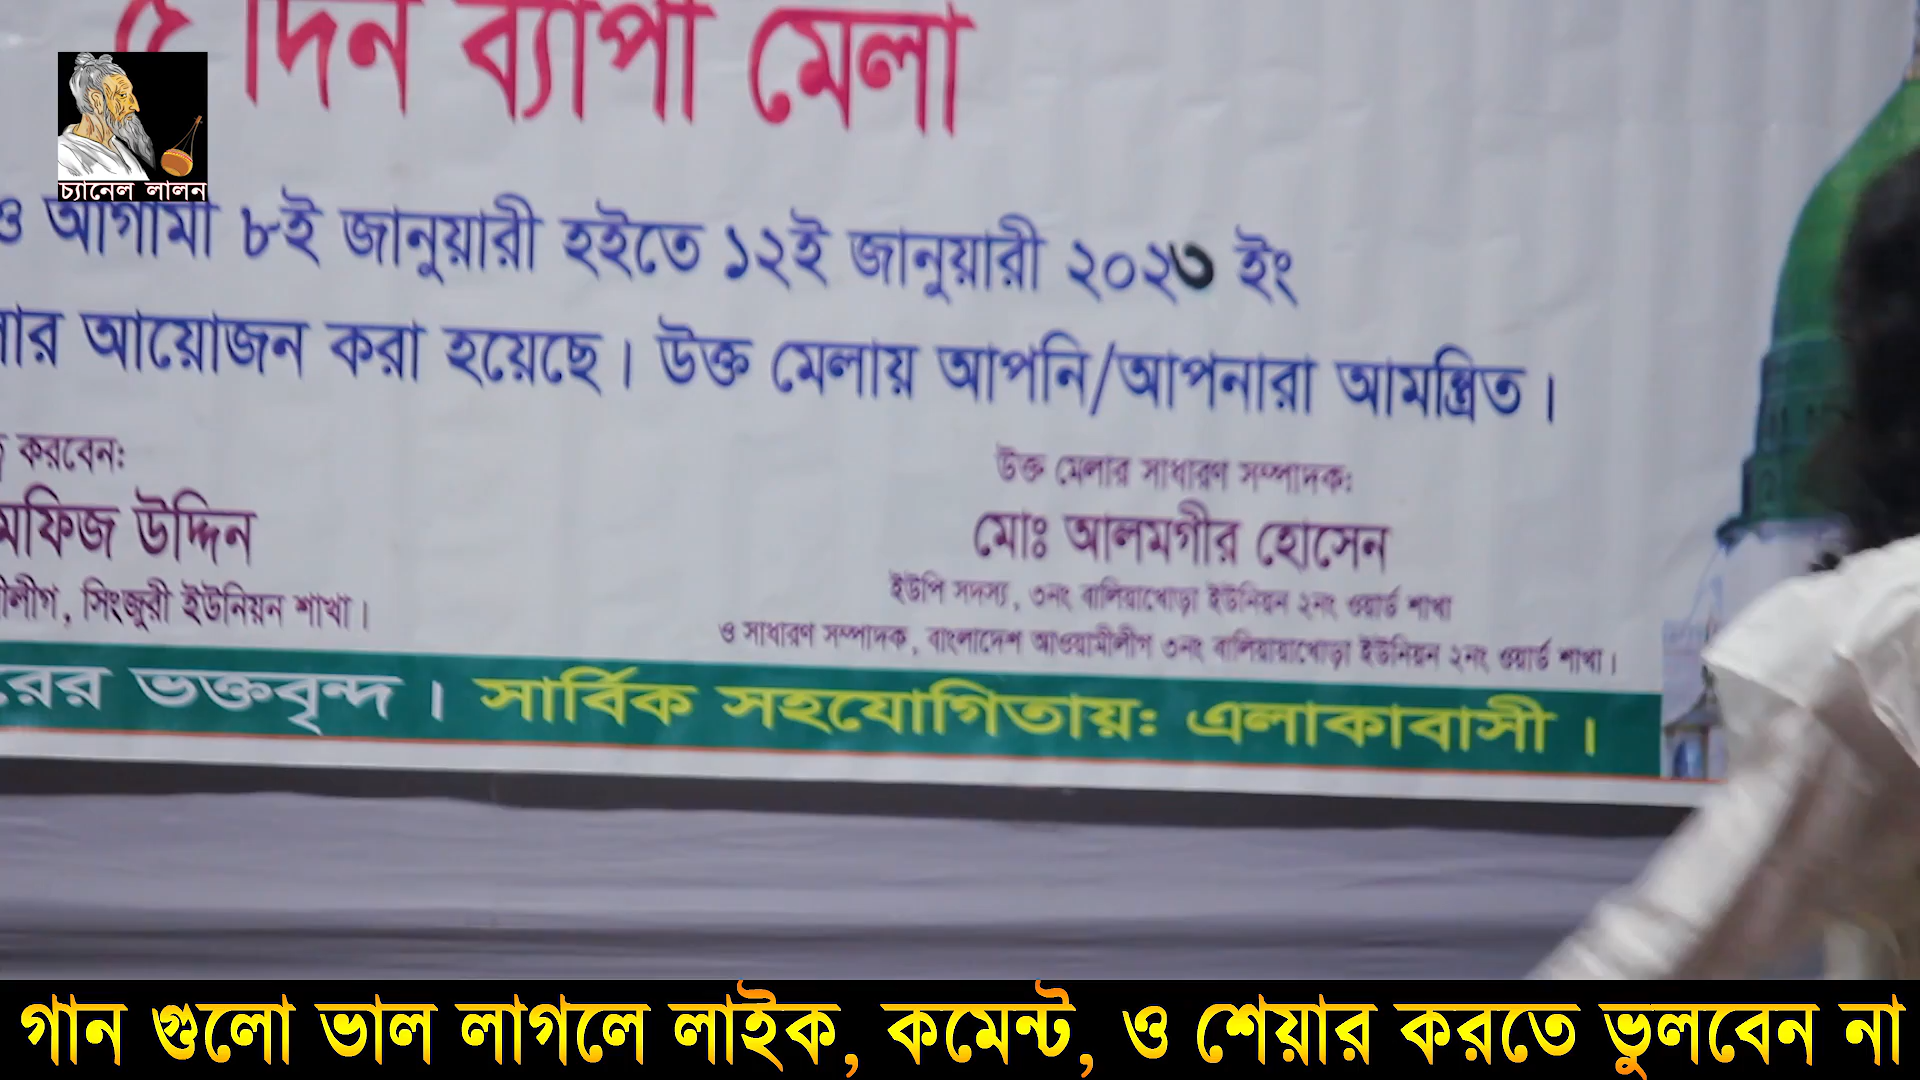 ৫ দিন ব্যাপী মেলা
চ্যানেল লালন
ও আগামী ৮ই জানুয়ারী হইতে ১২ই জানুয়ারী ২০২৩ ইং
আয়োজন করা হয়েছে। উক্ত মেলায় আপনি/আপনারা আমন্ত্রিত।
করবেন:
মফিজ উদ্দিন
সিংজুরী ইউনিয়ন শাখা।
উক্ত মেলার সাধারণ সম্পাদক:
মোঃ আলমগীর হোসেন
ইউপি সদস্য, ৩নং বালিয়াখোড়া ইউনিয়ন ২নং ওয়ার্ড শাখা
ও সাধারণ সম্পাদক, বাংলাদেশ আওয়ামীলীগ ৩নং বালিয়ায়াখোড়া ইউনিয়ন ২নং ওয়ার্ড শাখা।
ভক্তবৃন্দ। সার্বিক সহযোগিতায়: এলাকাবাসী।
গান গুলো ভাল লাগলে লাইক, কমেন্ট, ও শেয়ার করতে ভুলবেন না